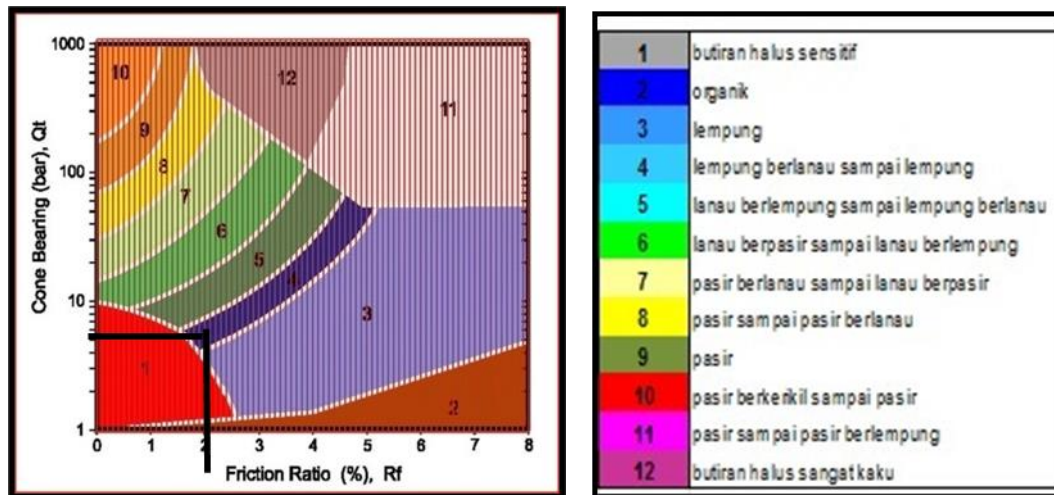 1000
100
10
1
Cone Bearing (bar), Qt
10
12
11
9
8
7
6
5
4
3
1
2
0 1 2 3 4 5 6 7 8
Friction Ratio (%), Rf
1 butiran halus sensitif
2 organik
3 lempung
4 lempung berlanau sampai lempung
5 lanau berlempung sampai lempung berlanau
6 lanau berpasir sampai lanau berlempung
7 pasir berlanau sampai lanau berpasir
8 pasir sampai pasir berlanau
9 pasir
10 pasir berkerikil sampai pasir
11 pasir sampai pasir berlempung
12 butiran halus sangat kaku